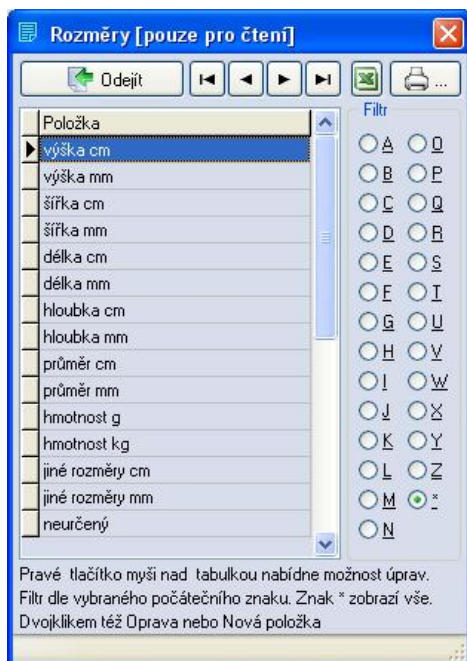 Rozměry [pouze pro čtení]
Odejít
...
Položka
výška cm
výška mm
šířka cm
šířka mm
délka cm
délka mm
hloubka cm
hloubka mm
průměr cm
průměr mm
hmotnost g
hmotnost kg
jiné rozměry cm
jiné rozměry mm
neurčený
Filtr
A O
B P
C Q
D R
E S
F T
G U
H V
I W
J X
K Y
L Z
M *
N
Pravé tlačítko myši nad tabulkou nabídne možnost úprav.
Filtr dle vybraného počátečního znaku. Znak * zobrazí vše.
Dvojklikem též Oprava nebo Nová položka